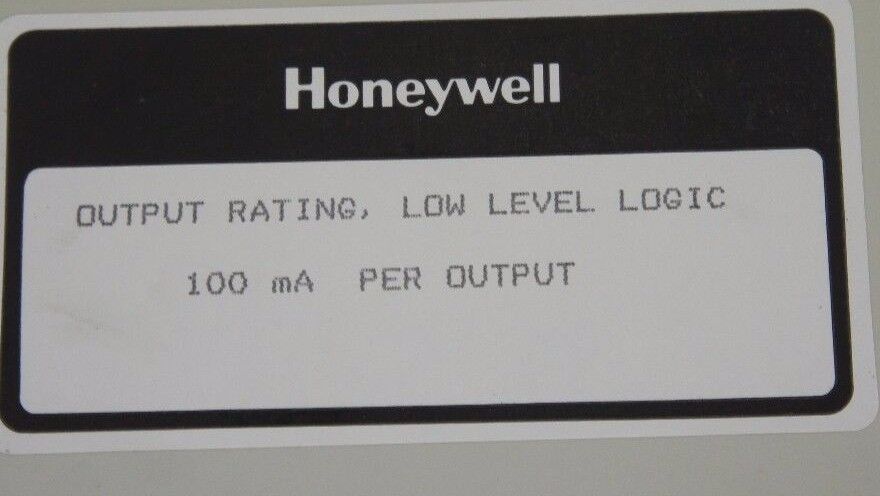 Honeywell
OUTPUT RATING, LOW LEVEL LOGIC
100 mA PER OUTPUT